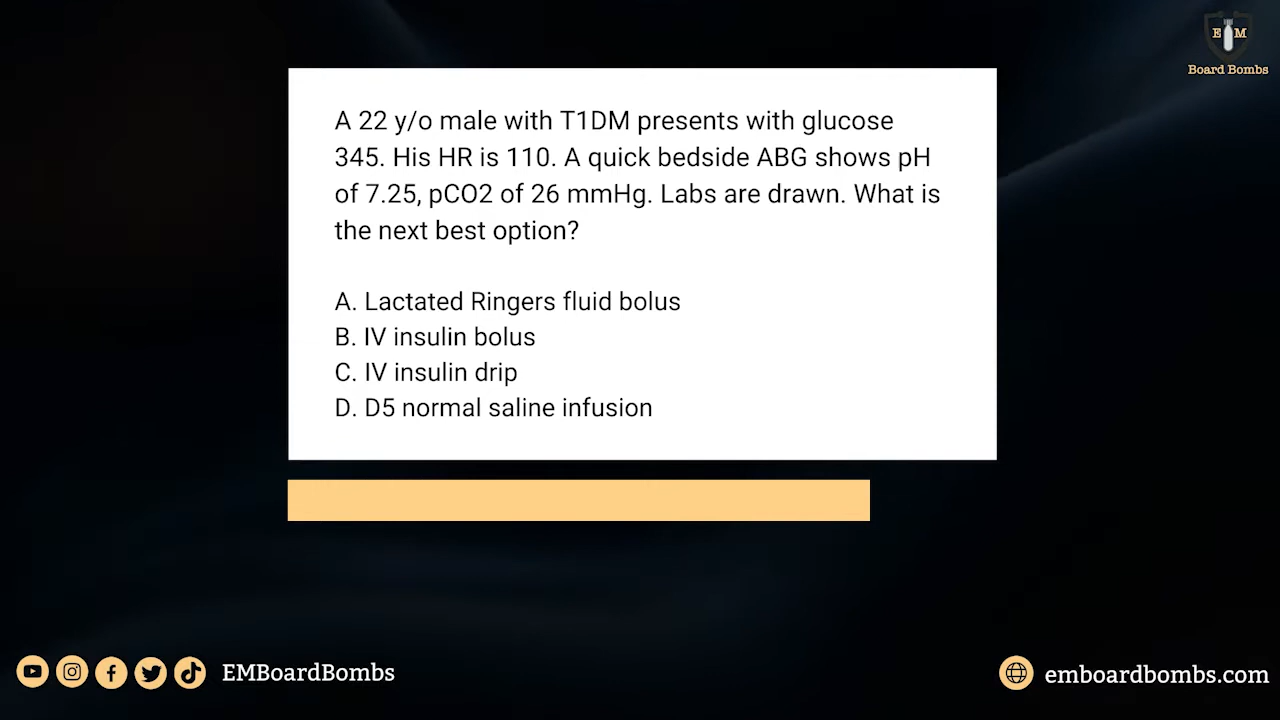 E M
Board Bombs
A 22 y/o male with T1DM presents with glucose
345. His HR is 110. A quick bedside ABG shows pH
of 7.25, pCO2 of 26 mmHg. Labs are drawn. What is
the next best option?
A. Lactated Ringers fluid bolus
B. IV insulin bolus
C. IV insulin drip
D. D5 normal saline infusion
EMBoardBombs
emboardbombs.com